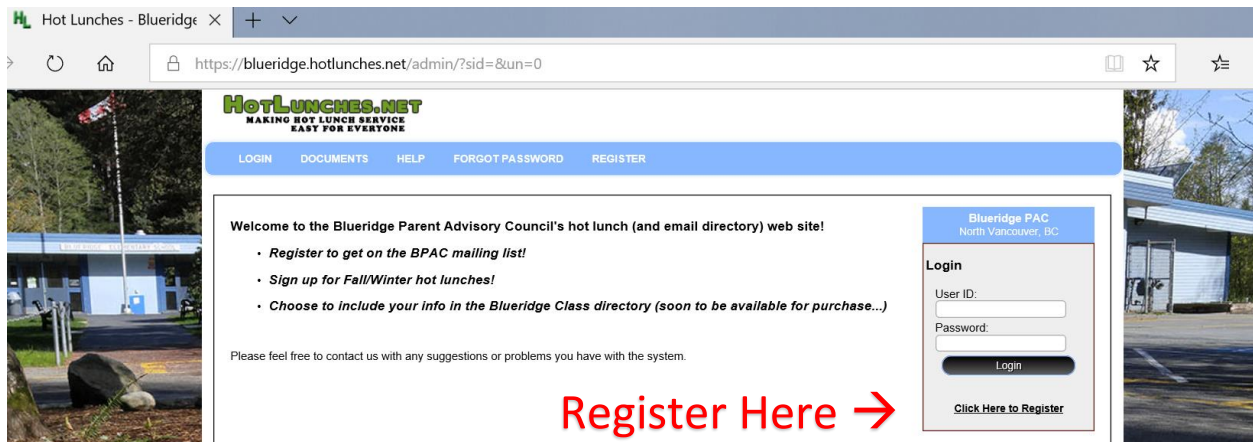 HL Hot Lunches - Blueridge
https://blueridge.hotlunches.net/admin/?sid=&un=0
HOTLUNCHES.NET
MAKING HOT LUNCH SERVICE
EASY FOR EVERYONE
LOGIN DOCUMENTS HELP FORGOT PASSWORD REGISTER
Welcome to the Blueridge Parent Advisory Council's hot lunch (and email directory) web site!
• Register to get on the BPAC mailing list!
• Sign up for Fall/Winter hot lunches!
• Choose to include your info in the Blueridge Class directory (soon to be available for purchase...)
Please feel free to contact us with any suggestions or problems you have with the system.
Blueridge PAC
North Vancouver, BC
Login
User ID:
Password:
Login
Register Here →
Click Here to Register